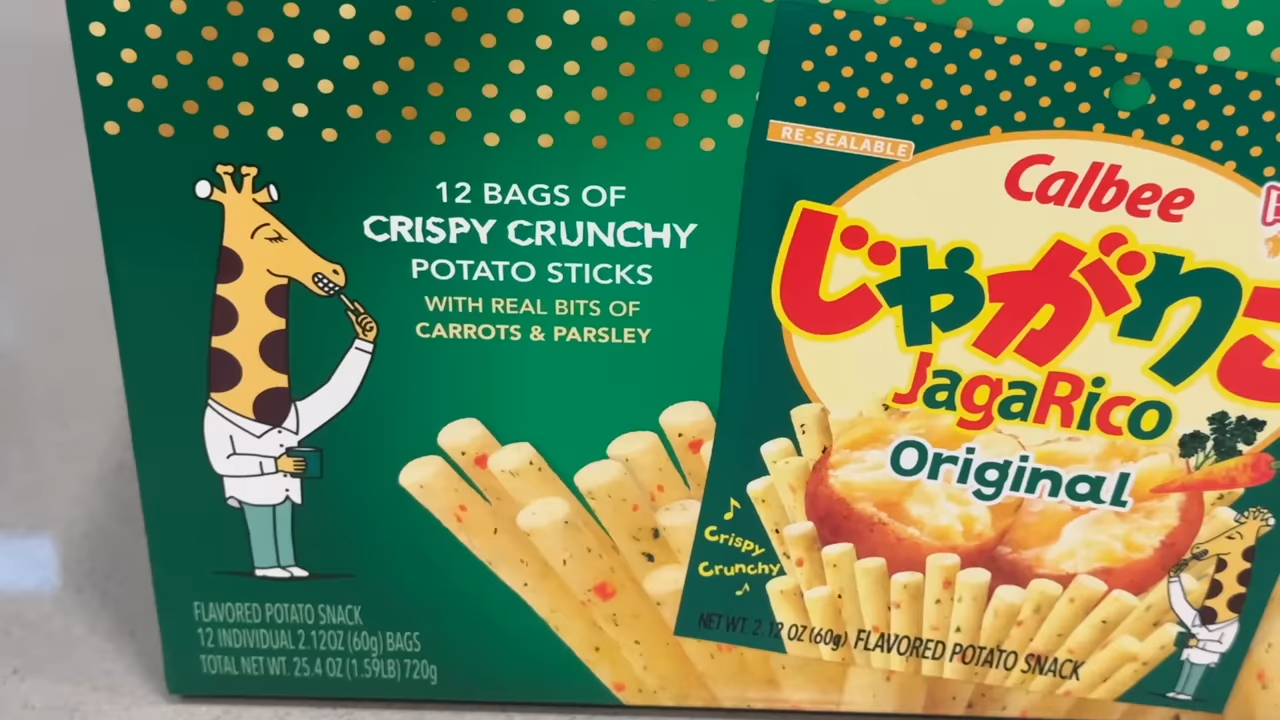 12 BAGS OF
CRISPY CRUNCHY
POTATO STICKS
WITH REAL BITS OF
CARROTS & PARSLEY
FLAVORED POTATO SNACK
12 INDIVIDUAL 2.12OZ (60g) BAGS
TOTAL NET WT. 25.4 OZ (1.59LB) 720g
RE-SEALABLE
Calbee
じゃがりこ
JagaRico
Original
Crispy
Crunchy
NET WT. 2.12 OZ (60g) FLAVORED POTATO SNACK